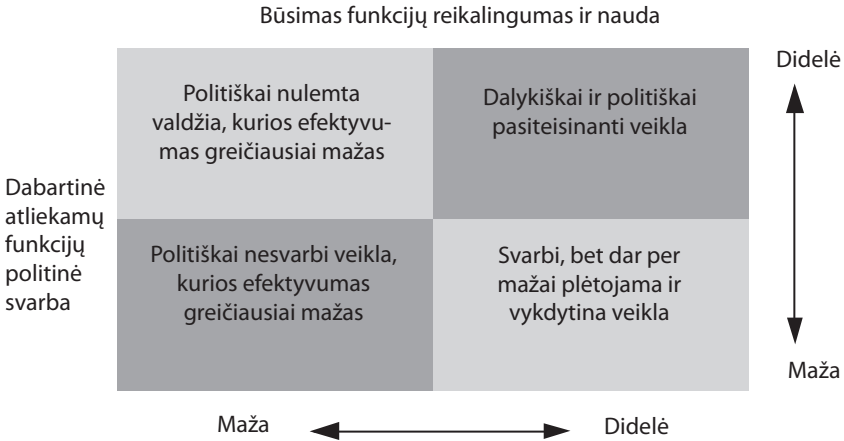 Būsimas funkcijų reikalingumas ir nauda
Didelė
Politiškai nulemta
valdžia, kurios efektyvu-
mas greičiausiai mažas
Dalykiškai ir politiškai
pasiteisinanti veikla
Dabartinė
atliekamų
funkcijų
politinė
svarba
Politiškai nesvarbi veikla,
kurios efektyvumas
greičiausiai mažas
Svarbi, bet dar per
mažai plėtojama ir
vykdytina veikla
Maža
Maža
Didelė